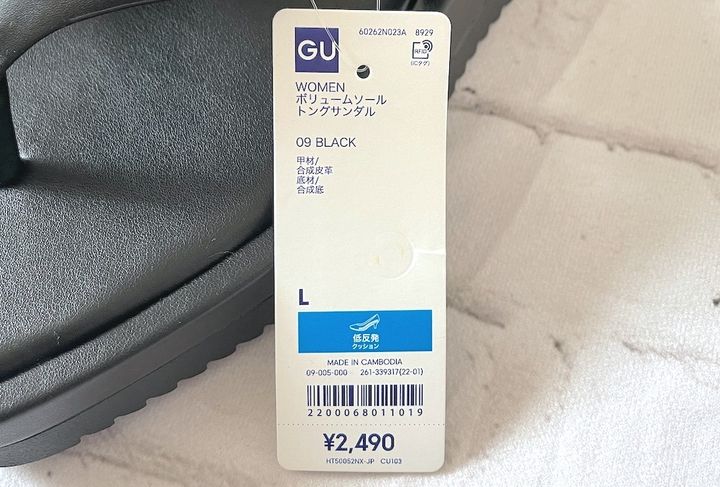 60262N023A 8929
GU
RFID
(ICタグ)
WOMEN
ボリュームソール
トングサンダル
09 BLACK
甲材/
合成皮革
底材/
合成底
L
低反発
クッション
MADE IN CAMBODIA
09-005-000 261-339317(22-01)
2200068011019
¥2,490
HT50052NX-JP CU103